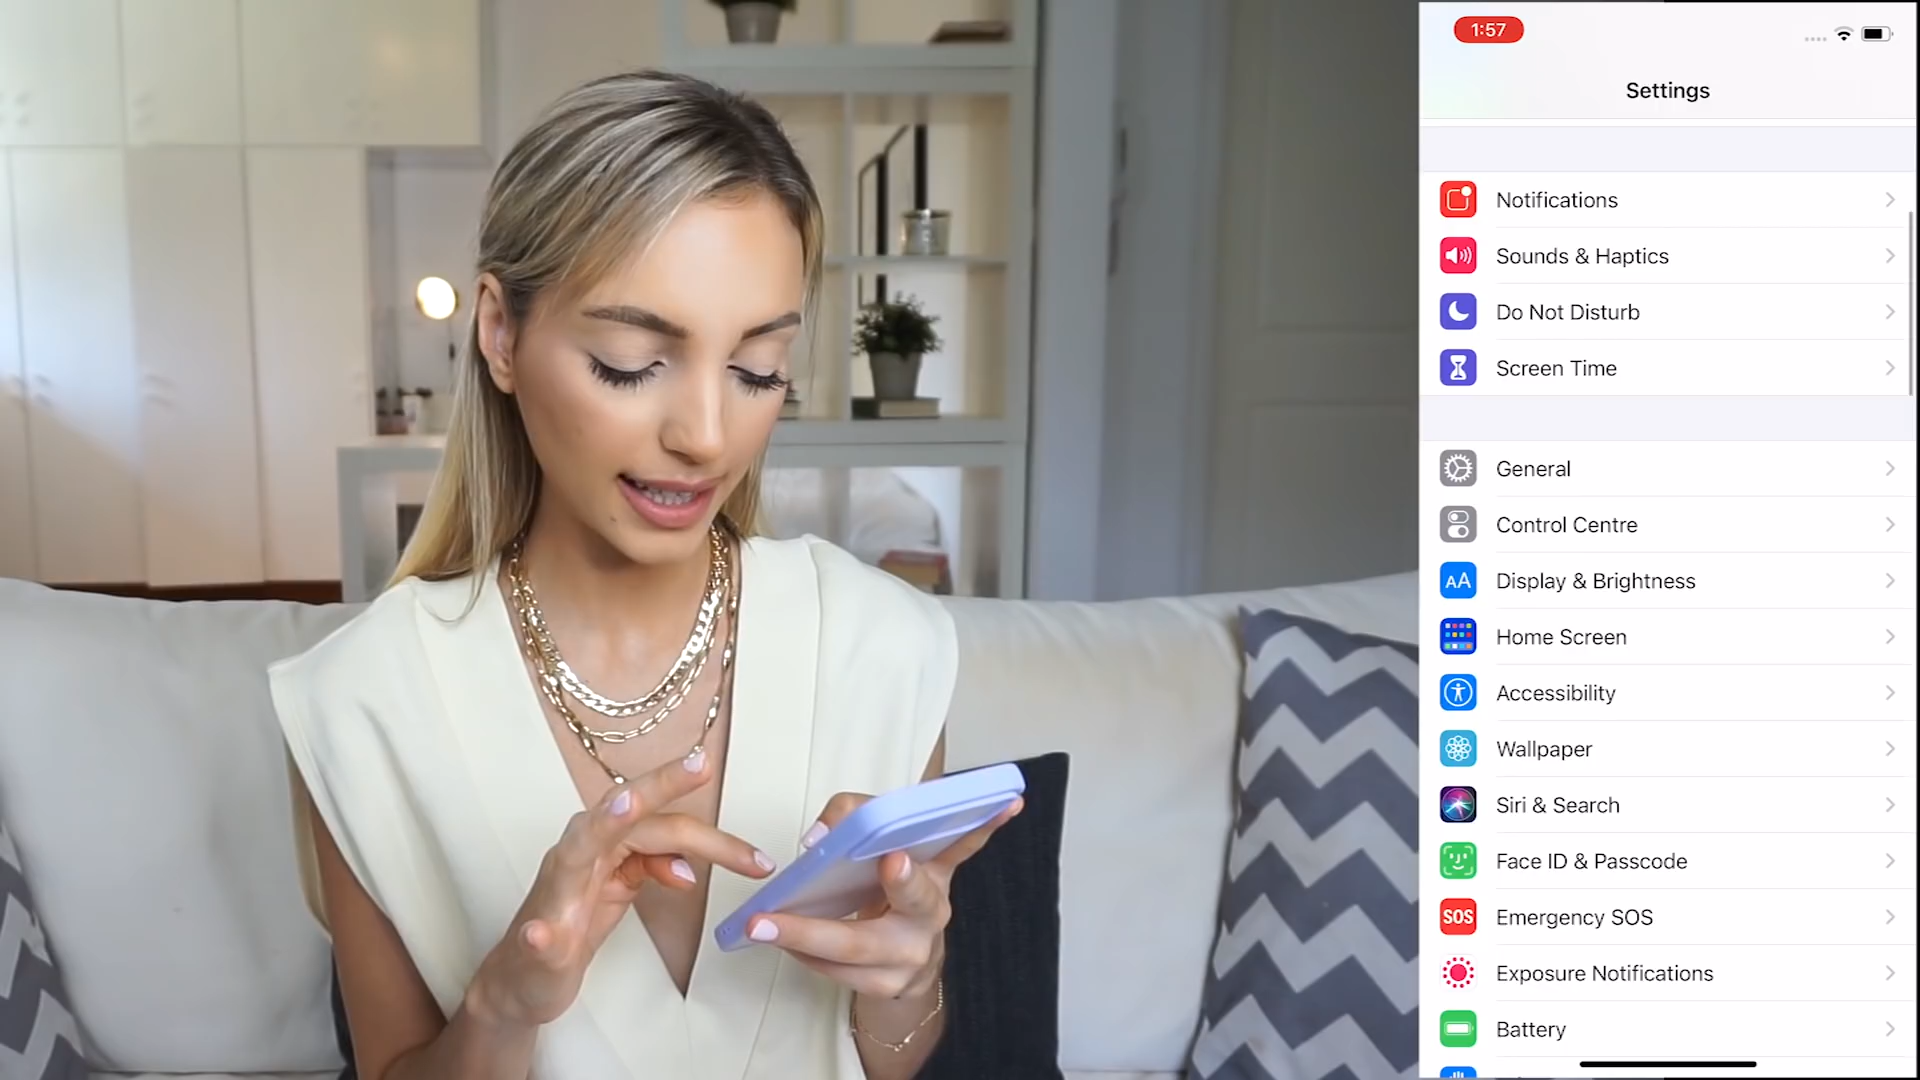 1:57
Settings
Notifications
Sounds & Haptics
Do Not Disturb
Screen Time
General
Control Centre
AA
Display & Brightness
Home Screen
Accessibility
Wallpaper
Siri & Search
Face ID & Passcode
SOS
Emergency SOS
Exposure Notifications
Battery